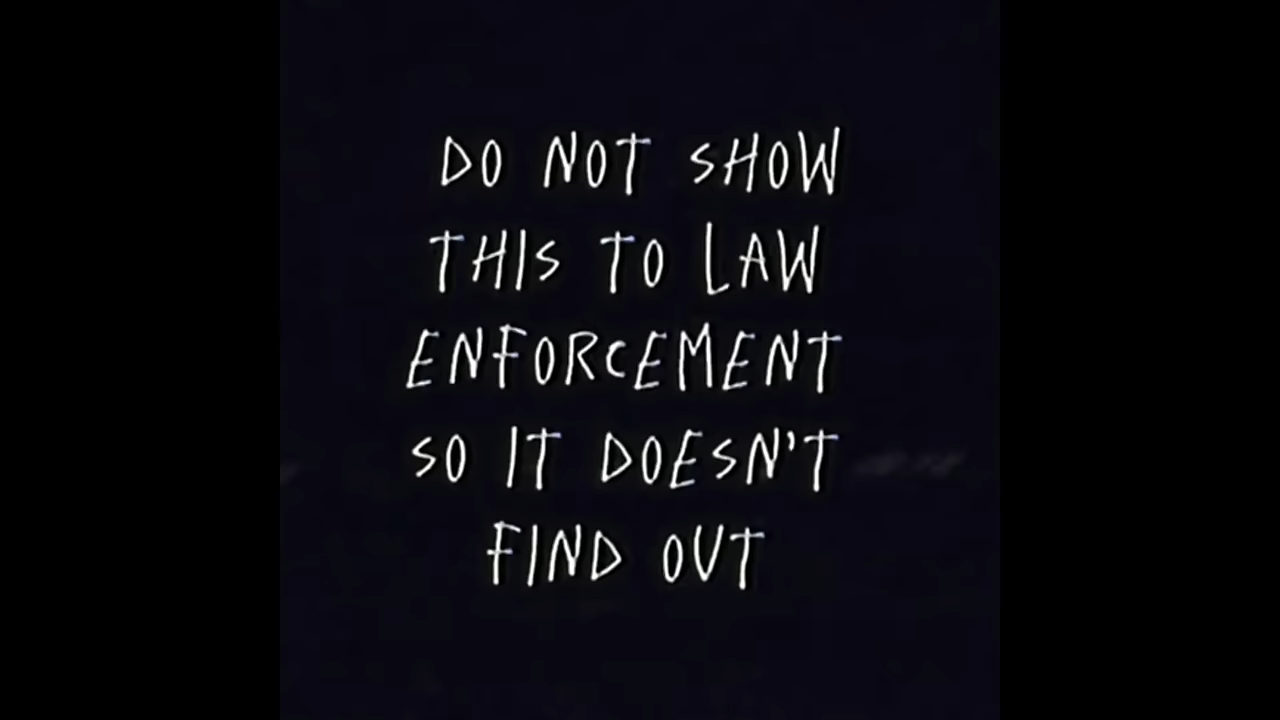 DO NOT SHOW
THIS TO LAW
ENFORCEMENT
SO IT DOESN'T
FIND OUT